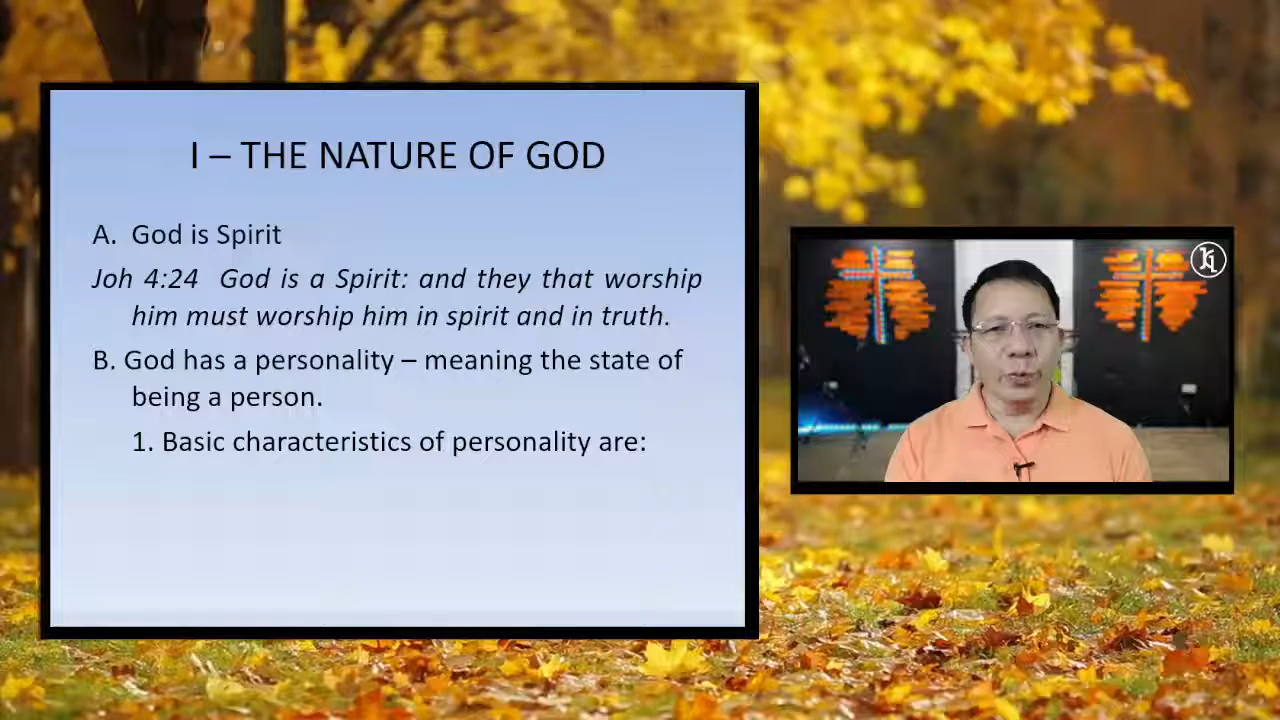 I – THE NATURE OF GOD
A. God is Spirit
Joh 4:24 God is a Spirit: and they that worship
him must worship him in spirit and in truth.
B. God has a personality – meaning the state of
being a person.
1. Basic characteristics of personality are: